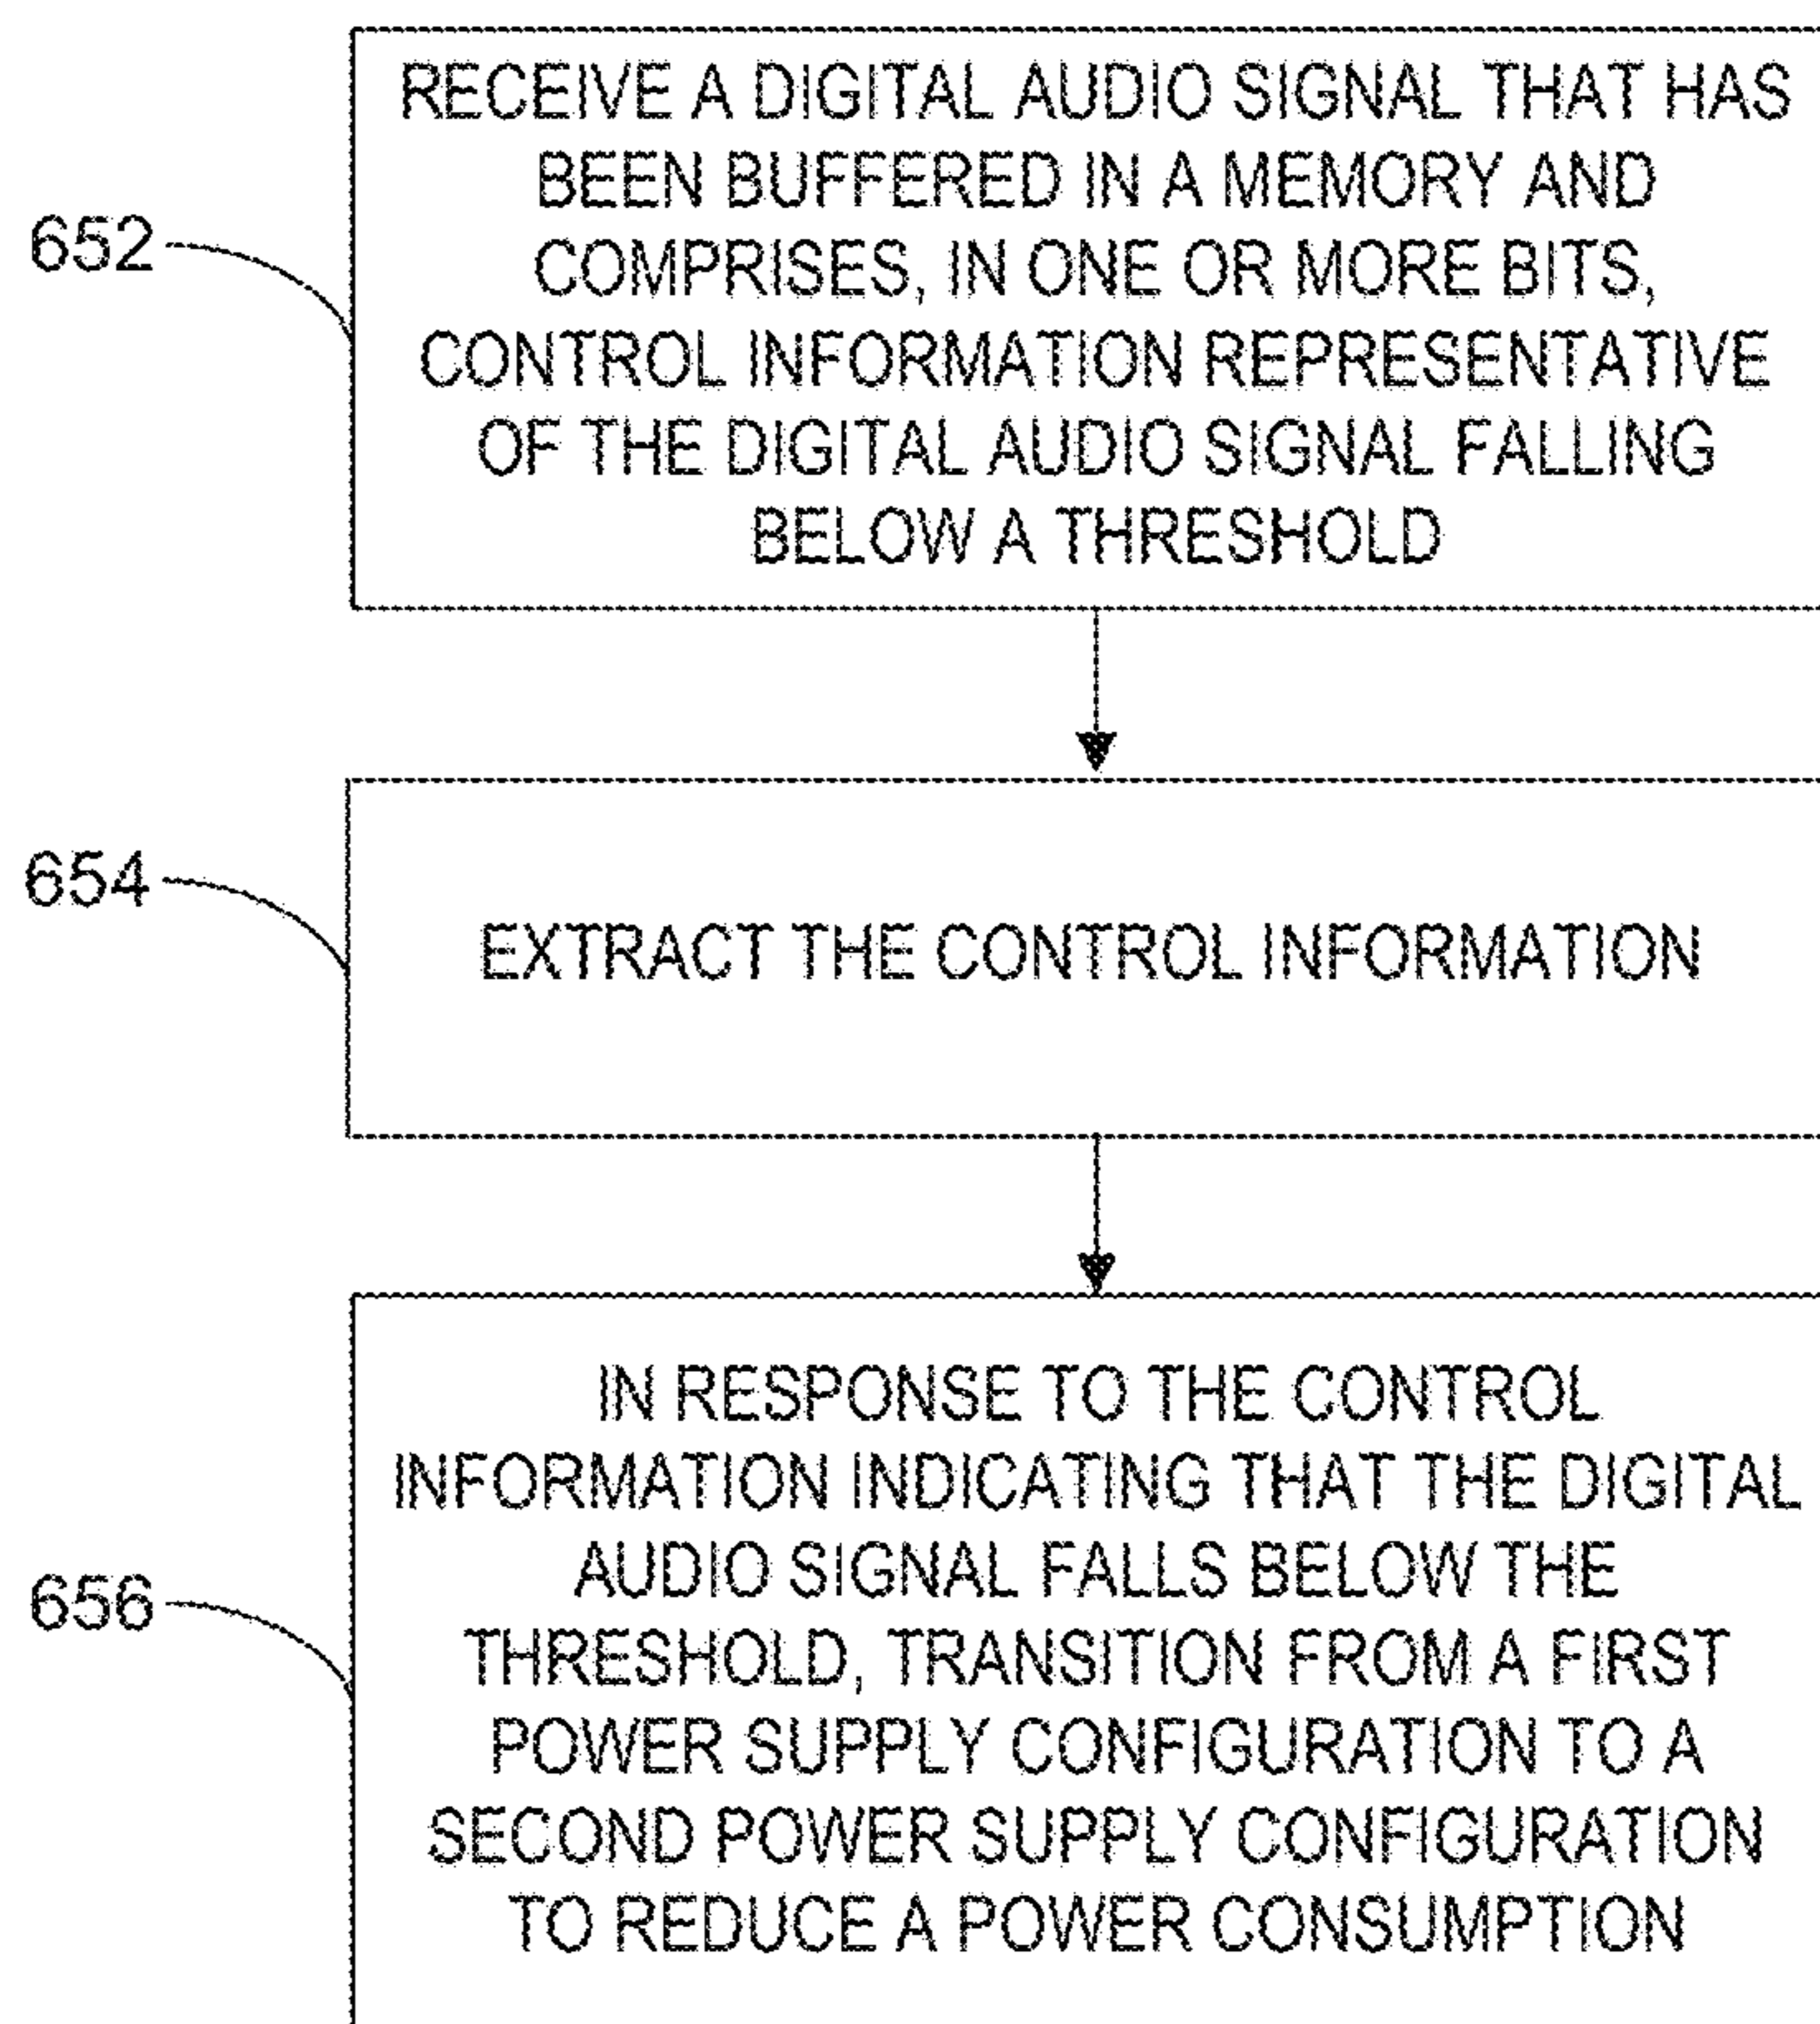 RECEIVE A DIGITAL AUDIO SIGNAL THAT HAS
BEEN BUFFERED IN A MEMORY AND
652
COMPRISES, IN ONE OR MORE BITS,
CONTROL INFORMATION REPRESENTATIVE
OF THE DIGITAL AUDIO SIGNAL FALLING
BELOW A THRESHOLD
654
EXTRACT THE CONTROL INFORMATION
IN RESPONSE TO THE CONTROL
INFORMATION INDICATING THAT THE DIGITAL
AUDIO SIGNAL FALLS BELOW THE
656
THRESHOLD, TRANSITION FROM A FIRST
POWER SUPPLY CONFIGURATION TO A
SECOND POWER SUPPLY CONFIGURATION
TO REDUCE A POWER CONSUMPTION